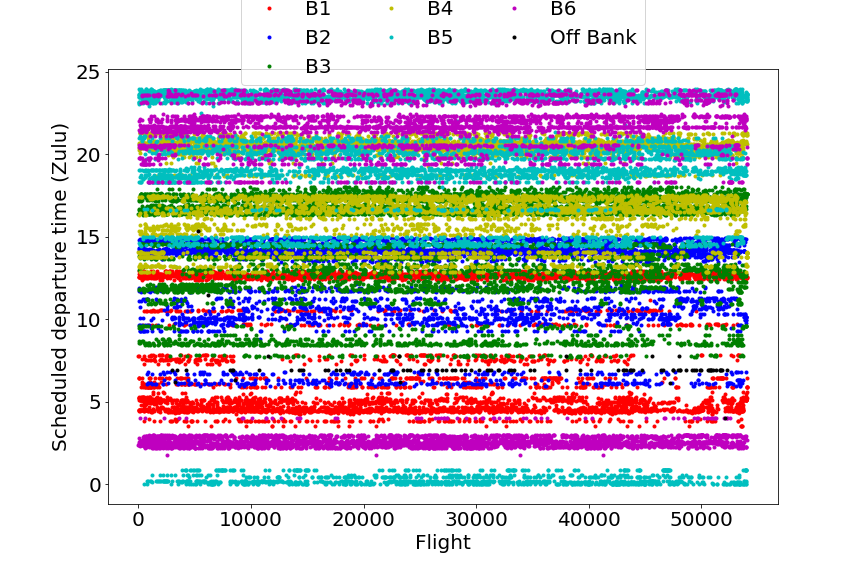 B1 B4 B6
B2 B5 Off Bank
B3
25
20
15
10
5
0
Scheduled departure time (Zulu)
0 10000 20000 30000 40000 50000
Flight